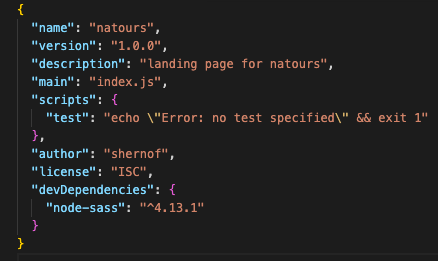 {
"name": "natours",
"version": "1.0.0",
"description": "landing page for natours",
"main": "index.js",
"scripts": {
"test": "echo \"Error: no test specified\" && exit 1"
},
"author": "shernof",
"license": "ISC",
"devDependencies": {
"node-sass": "^4.13.1"
}
}